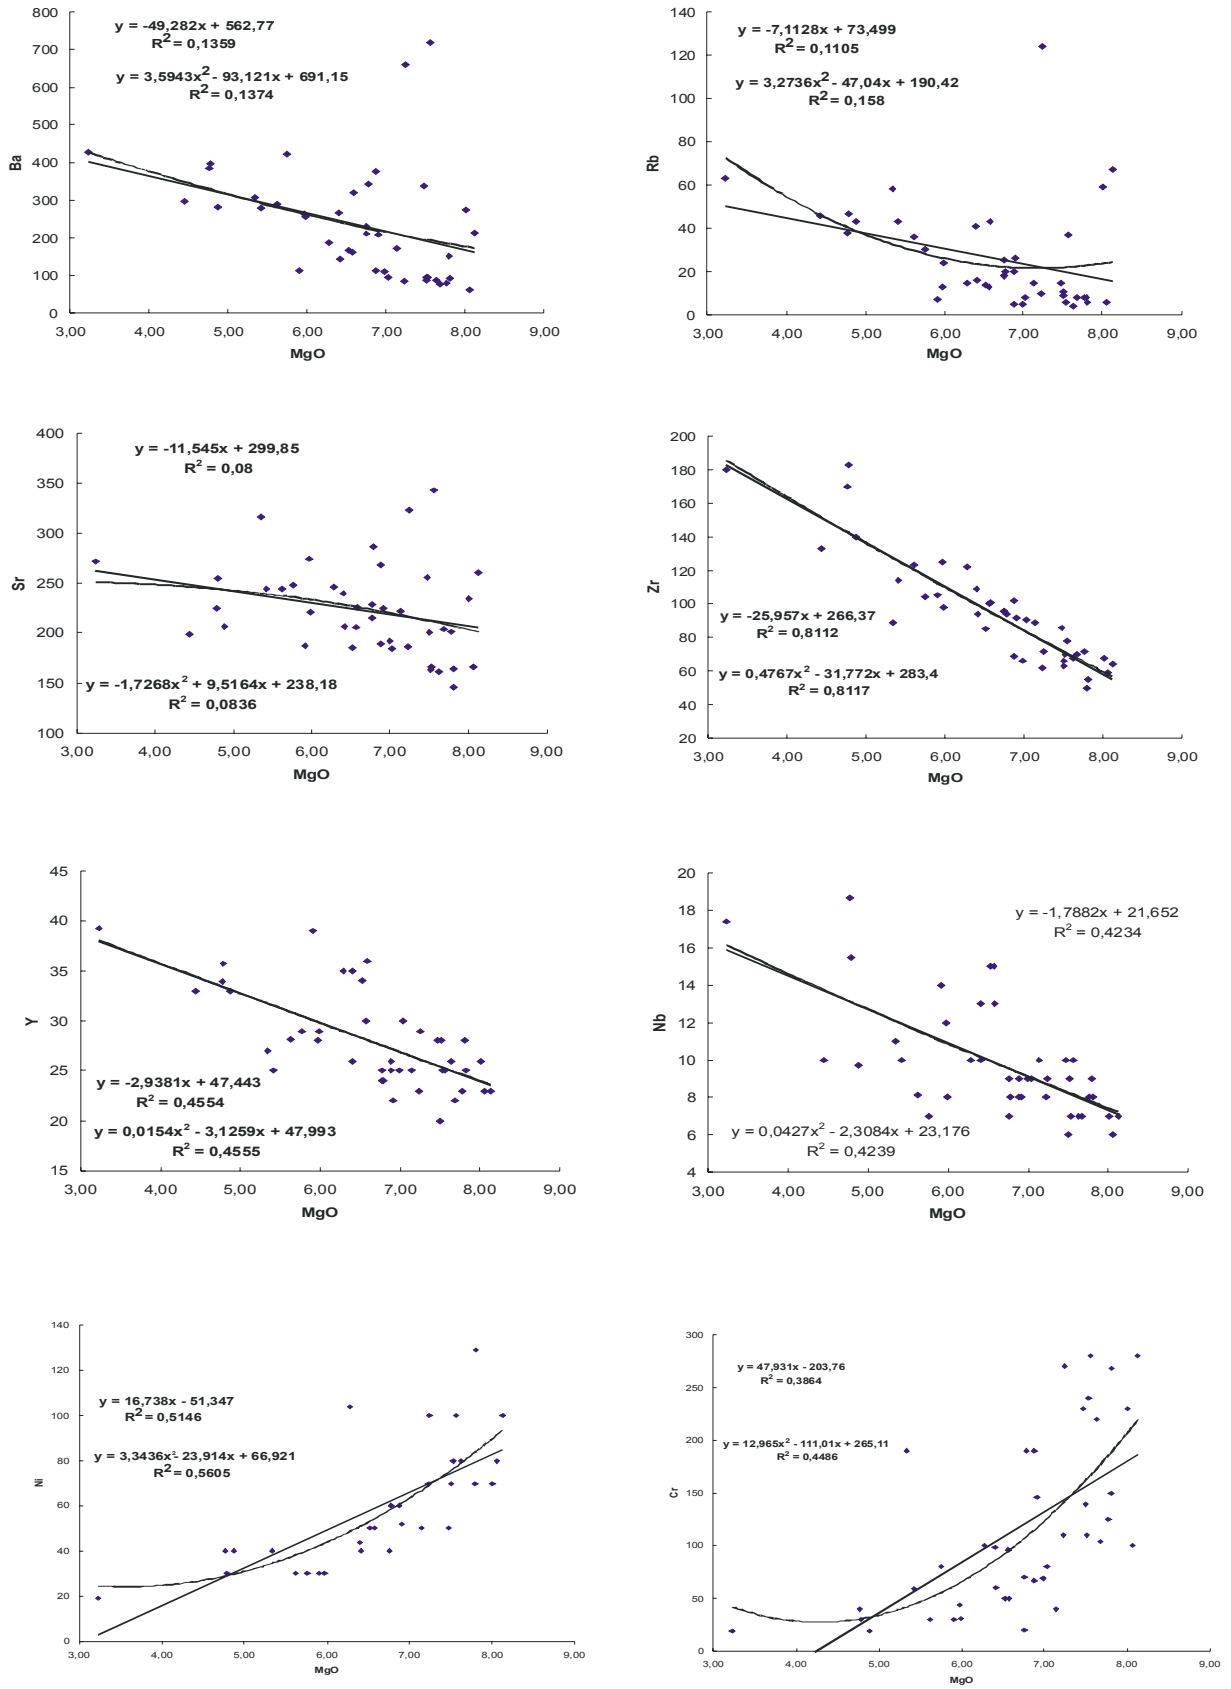 800
700
600
500
400
300
200
100
0
Ba
y = -49,282x + 562,77
R² = 0,1359
y = 3,5943x² - 93,121x + 691,15
R² = 0,1374
3,00 4,00 5,00 6,00 7,00 8,00 9,00
MgO
140
120
100
80
60
40
20
0
Rb
y = -7,1128x + 73,499
R² = 0,1105
y = 3,2736x² - 47,04x + 190,42
R² = 0,158
3,00 4,00 5,00 6,00 7,00 8,00 9,00
MgO
400
350
300
250
200
150
100
Sr
y = -11,545x + 299,85
R² = 0,08
y = -1,7268x² + 9,5164x + 238,18
R² = 0,0836
3,00 4,00 5,00 6,00 7,00 8,00 9,00
MgO
200
180
160
140
120
100
80
60
40
20
Zr
y = -25,957x + 266,37
R² = 0,8112
y = 0,4767x² - 31,772x + 283,4
R² = 0,8117
3,00 4,00 5,00 6,00 7,00 8,00 9,00
MgO
45
40
35
30
25
20
15
Y
y = -2,9381x + 47,443
R² = 0,4554
y = 0,0154x² - 3,1259x + 47,993
R² = 0,4555
3,00 4,00 5,00 6,00 7,00 8,00 9,00
MgO
20
18
16
14
12
10
8
6
4
Nb
y = -1,7882x + 21,652
R² = 0,4234
y = 0,0427x² - 2,3084x + 23,176
R² = 0,4239
3,00 4,00 5,00 6,00 7,00 8,00 9,00
MgO
140
120
100
80
60
40
20
0
Ni
y = 16,738x - 51,347
R² = 0,5146
y = 3,3436x² - 23,914x + 66,921
R² = 0,5605
3,00 4,00 5,00 6,00 7,00 8,00 9,00
MgO
300
250
200
150
100
50
0
Cr
y = 47,931x - 203,76
R² = 0,3864
y = 12,965x² - 111,01x + 265,11
R² = 0,4486
3,00 4,00 5,00 6,00 7,00 8,00 9,00
MgO